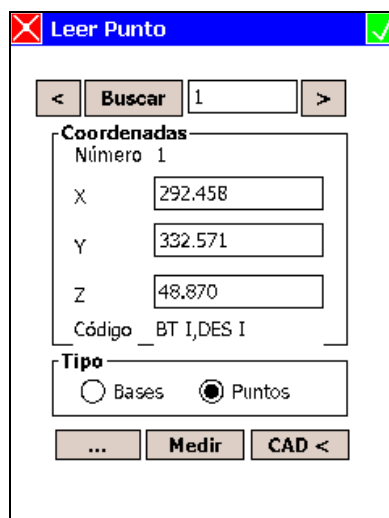 Leer Punto
< Buscar 1 >
Coordenadas
Número 1
X 292.458
Y 332.571
Z 48.870
Código _BT I,DES I
Tipo
Bases Puntos
... Medir CAD <